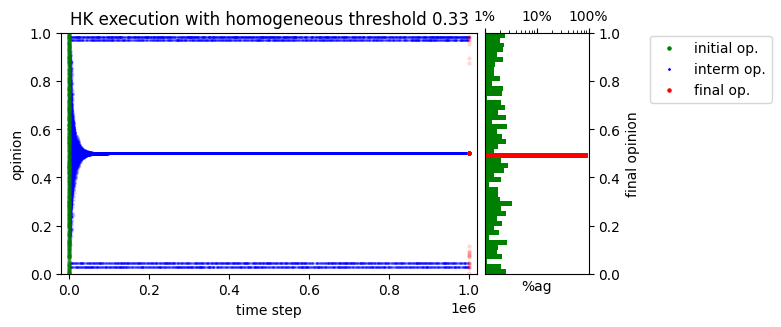 HK execution with homogeneous threshold 0.33
1% 10% 100%
1.0 1.0
0.8 0.8
0.6 0.6
0.4 0.4
0.2 0.2
0.0 0.0
opinion
final opinion
0.0 0.2 0.4 0.6 0.8 1.0
1e6
time step
%ag
initial op.
interm op.
final op.